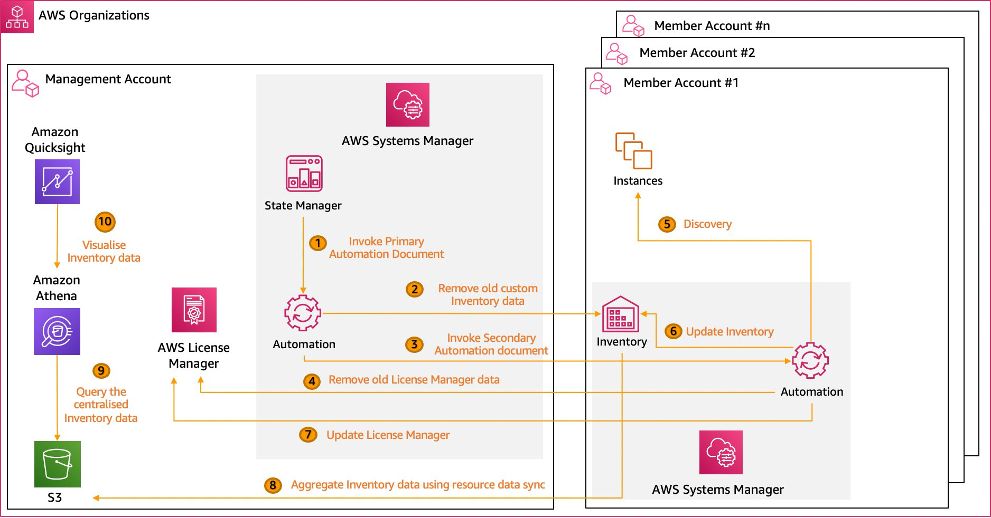 AWS Organizations
Member Account #n
Member Account #2
Member Account #1
Management Account
AWS Systems Manager
Amazon
Quicksight
State Manager
Instances
10
Visualise
Inventory data
1
Invoke Primary
Automation Document
5
Discovery
Amazon
Athena
2
Remove old custom
Inventory data
AWS License
Manager
Automation
3
Invoke Secondary
Automation document
Inventory
6
Update Inventory
9
Query the
centralised
Inventory data
4
Remove old License Manager data
Automation
7
Update License Manager
S3
8
Aggregate Inventory data using resource data sync
AWS Systems Manager